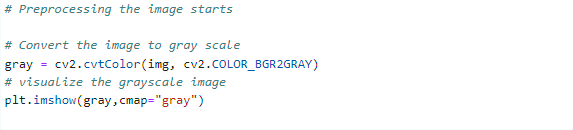 # Preprocessing the image starts
# Convert the image to gray scale
gray = cv2.cvtColor(img, cv2.COLOR_BGR2GRAY)
# visualize the grayscale image
plt.imshow(gray,cmap="gray")